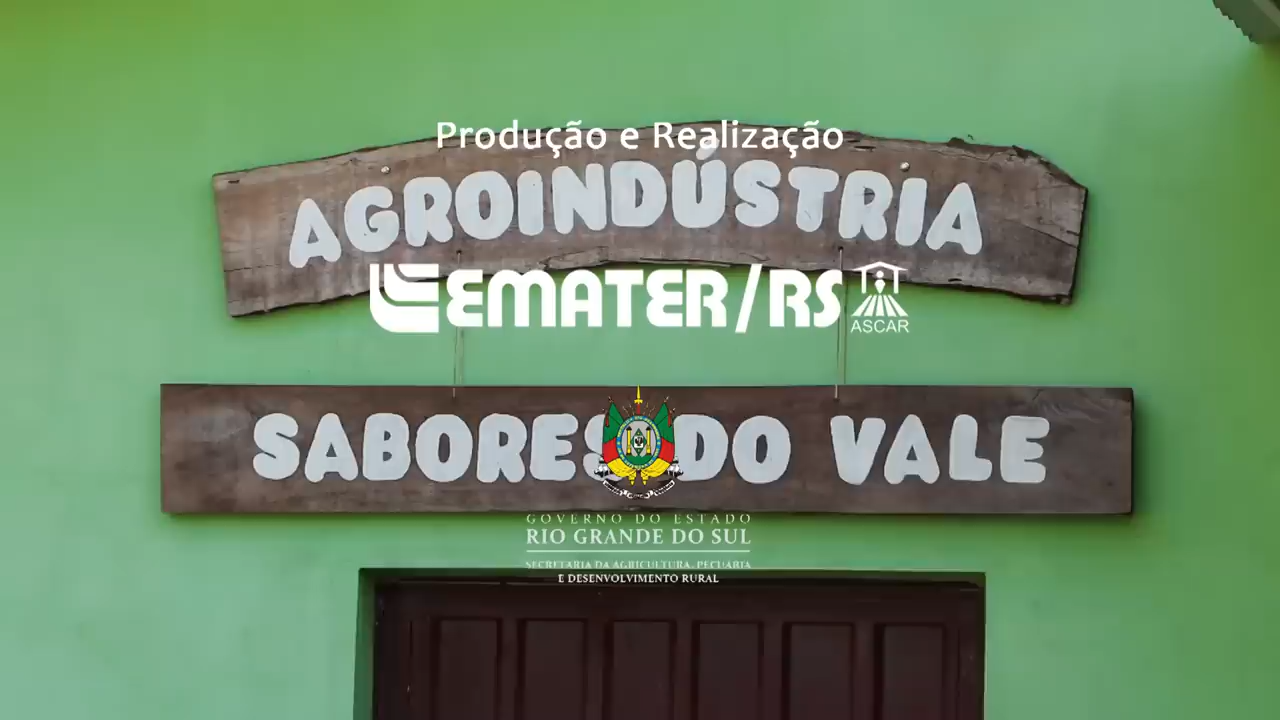 Produção e Realização
AGROINDÚSTRIA
EMATER/RS
ASCAR
SABORES DO VALE
GOVERNO DO ESTADO
RIO GRANDE DO SUL
SECRETARIA DA AGRICULTURA, PECUÁRIA
E DESENVOLVIMENTO RURAL